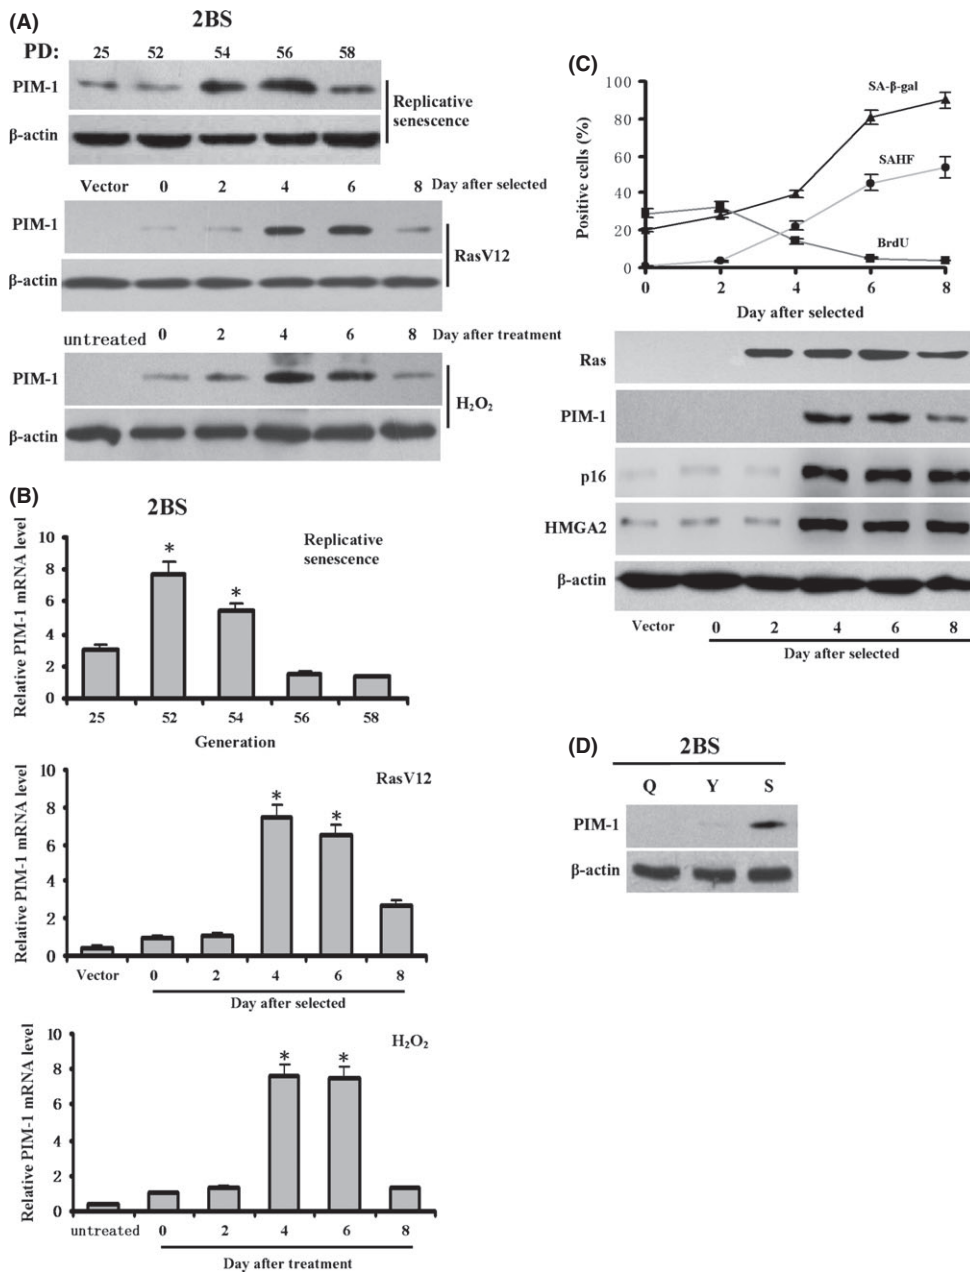 (A)
2BS
PD: 25 52 54 56 58
PIM-1
Replicative
senescence
β-actin
Vector 0 2 4 6 8 Day after selected
PIM-1
RasV12
β-actin
untreated 0 2 4 6 8 Day after treatment
PIM-1
H₂O₂
β-actin
(B)
2BS
Relative PIM-1 mRNA level
10
8
6
4
2
0
* *
Replicative
senescence
25 52 54 56 58
Generation
Relative PIM-1 mRNA level
10
8
6
4
2
0
* *
RasV12
Vector 0 2 4 6 8
Day after selected
Relative PIM-1 mRNA level
10
8
6
4
2
0
* *
H₂O₂
untreated 0 2 4 6 8
Day after treatment
(C)
Positive cells (%)
100
80
60
40
20
0
SA-β-gal
SAHF
BrdU
0 2 4 6 8
Day after selected
Ras
PIM-1
p16
HMGA2
β-actin
Vector 0 2 4 6 8
Day after selected
(D)
2BS
Q Y S
PIM-1
β-actin